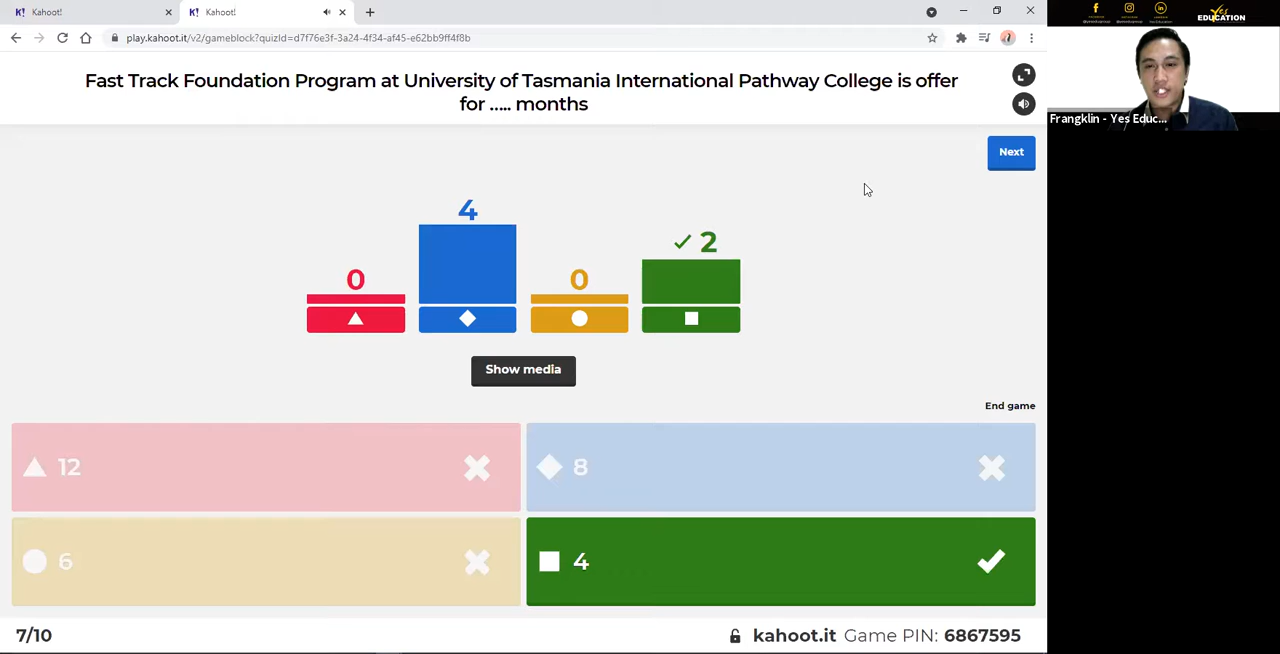 Kahoot!
Kahoot!
play.kahoot.it/v2/gameblock?quizId=d7f76e3f-3a24-4f34-af45-e62bb9ff4f8b
Yes
EDUCATION
Frangklin - Yes Educ...
Fast Track Foundation Program at University of Tasmania International Pathway College is offer
for ..... months
Next
0
4
0
2
Show media
End game
12
8
6
4
7/10
kahoot.it Game PIN: 6867595